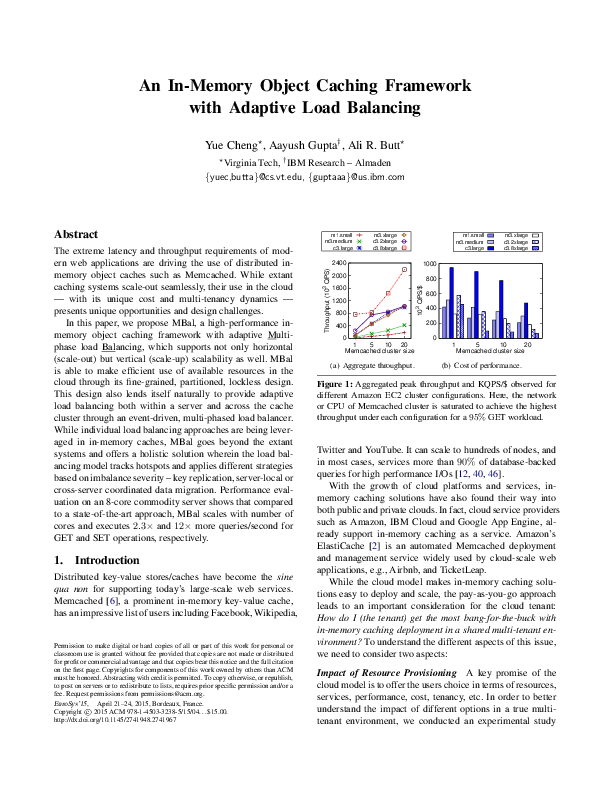 An In-Memory Object Caching Framework
with Adaptive Load Balancing
Yue Cheng⋆, Aayush Gupta†, Ali R. Butt⋆
⋆Virginia Tech, †IBM Research – Almaden
{yuec,butta}@cs.vt.edu, {guptaaa}@us.ibm.com
Abstract
The extreme latency and throughput requirements of mod-
ern web applications are driving the use of distributed in-
memory object caches such as Memcached. While extant
caching systems scale-out seamlessly, their use in the cloud
— with its unique cost and multi-tenancy dynamics —
presents unique opportunities and design challenges.
In this paper, we propose MBal, a high-performance in-
memory object caching framework with adaptive Multi-
phase load Balancing, which supports not only horizontal
(scale-out) but vertical (scale-up) scalability as well. MBal
is able to make efficient use of available resources in the
cloud through its fine-grained, partitioned, lockless design.
This design also lends itself naturally to provide adaptive
load balancing both within a server and across the cache
cluster through an event-driven, multi-phased load balancer.
While individual load balancing approaches are being lever-
aged in in-memory caches, MBal goes beyond the extant
systems and offers a holistic solution wherein the load bal-
ancing model tracks hotspots and applies different strategies
based on imbalance severity – key replication, server-local or
cross-server coordinated data migration. Performance eval-
uation on an 8-core commodity server shows that compared
to a state-of-the-art approach, MBal scales with number of
cores and executes 2.3× and 12× more queries/second for
GET and SET operations, respectively.
1. Introduction
Distributed key-value stores/caches have become the sine
qua non for supporting today's large-scale web services.
Memcached [6], a prominent in-memory key-value cache,
has an impressive list of users including Facebook, Wikipedia,
Permission to make digital or hard copies of all or part of this work for personal or
classroom use is granted without fee provided that copies are not made or distributed
for profit or commercial advantage and that copies bear this notice and the full citation
on the first page. Copyrights for components of this work owned by others than ACM
must be honored. Abstracting with credit is permitted. To copy otherwise, or republish,
to post on servers or to redistribute to lists, requires prior specific permission and/or a
fee. Request permissions from permissions@acm.org.
EuroSys'15, April 21–24, 2015, Bordeaux, France.
Copyright © 2015 ACM 978-1-4503-3238-5/15/04…$15.00.
http://dx.doi.org/10.1145/2741948.2741967
m1.small m3.xlarge
m3.medium c3.2xlarge
c3.large c3.8xlarge
2400
2000
1600
1200
800
400
0
Throughput (10³ QPS)
1 5 10 20
Memcached cluster size
(a) Aggregate throughput.
m1.small m3.xlarge
m3.medium c3.2xlarge
c3.large c3.8xlarge
1000
800
600
400
200
0
10³ QPS/$
1 5 10 20
Memcached cluster size
(b) Cost of performance.
Figure 1: Aggregated peak throughput and KQPS/$ observed for
different Amazon EC2 cluster configurations. Here, the network
or CPU of Memcached cluster is saturated to achieve the highest
throughput under each configuration for a 95% GET workload.
Twitter and YouTube. It can scale to hundreds of nodes, and
in most cases, services more than 90% of database-backed
queries for high performance I/Os [12, 40, 46].
With the growth of cloud platforms and services, in-
memory caching solutions have also found their way into
both public and private clouds. In fact, cloud service providers
such as Amazon, IBM Cloud and Google App Engine, al-
ready support in-memory caching as a service. Amazon's
ElastiCache [2] is an automated Memcached deployment
and management service widely used by cloud-scale web
applications, e.g., Airbnb, and TicketLeap.
While the cloud model makes in-memory caching solu-
tions easy to deploy and scale, the pay-as-you-go approach
leads to an important consideration for the cloud tenant:
How do I (the tenant) get the most bang-for-the-buck with
in-memory caching deployment in a shared multi-tenant en-
vironment? To understand the different aspects of this issue,
we need to consider two aspects:
Impact of Resource Provisioning A key promise of the
cloud model is to offer the users choice in terms of resources,
services, performance, cost, tenancy, etc. In order to better
understand the impact of different options in a true multi-
tenant environment, we conducted an experimental study